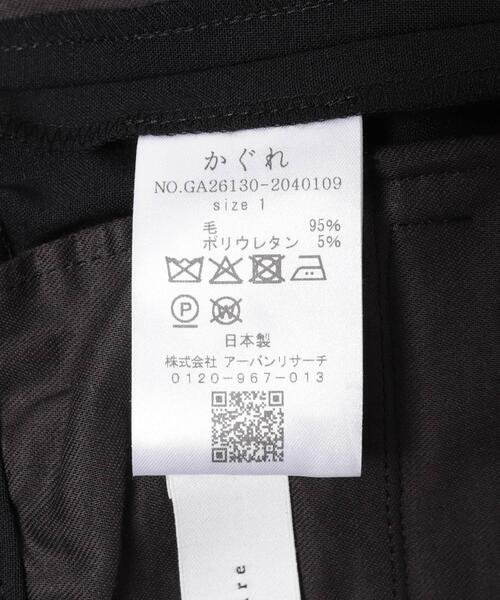 かぐれ
NO.GA26130-2040109
size 1
毛 95%
ポリウレタン 5%
P
W
日本製
株式会社 アーバンリサーチ
0120-967-013
re